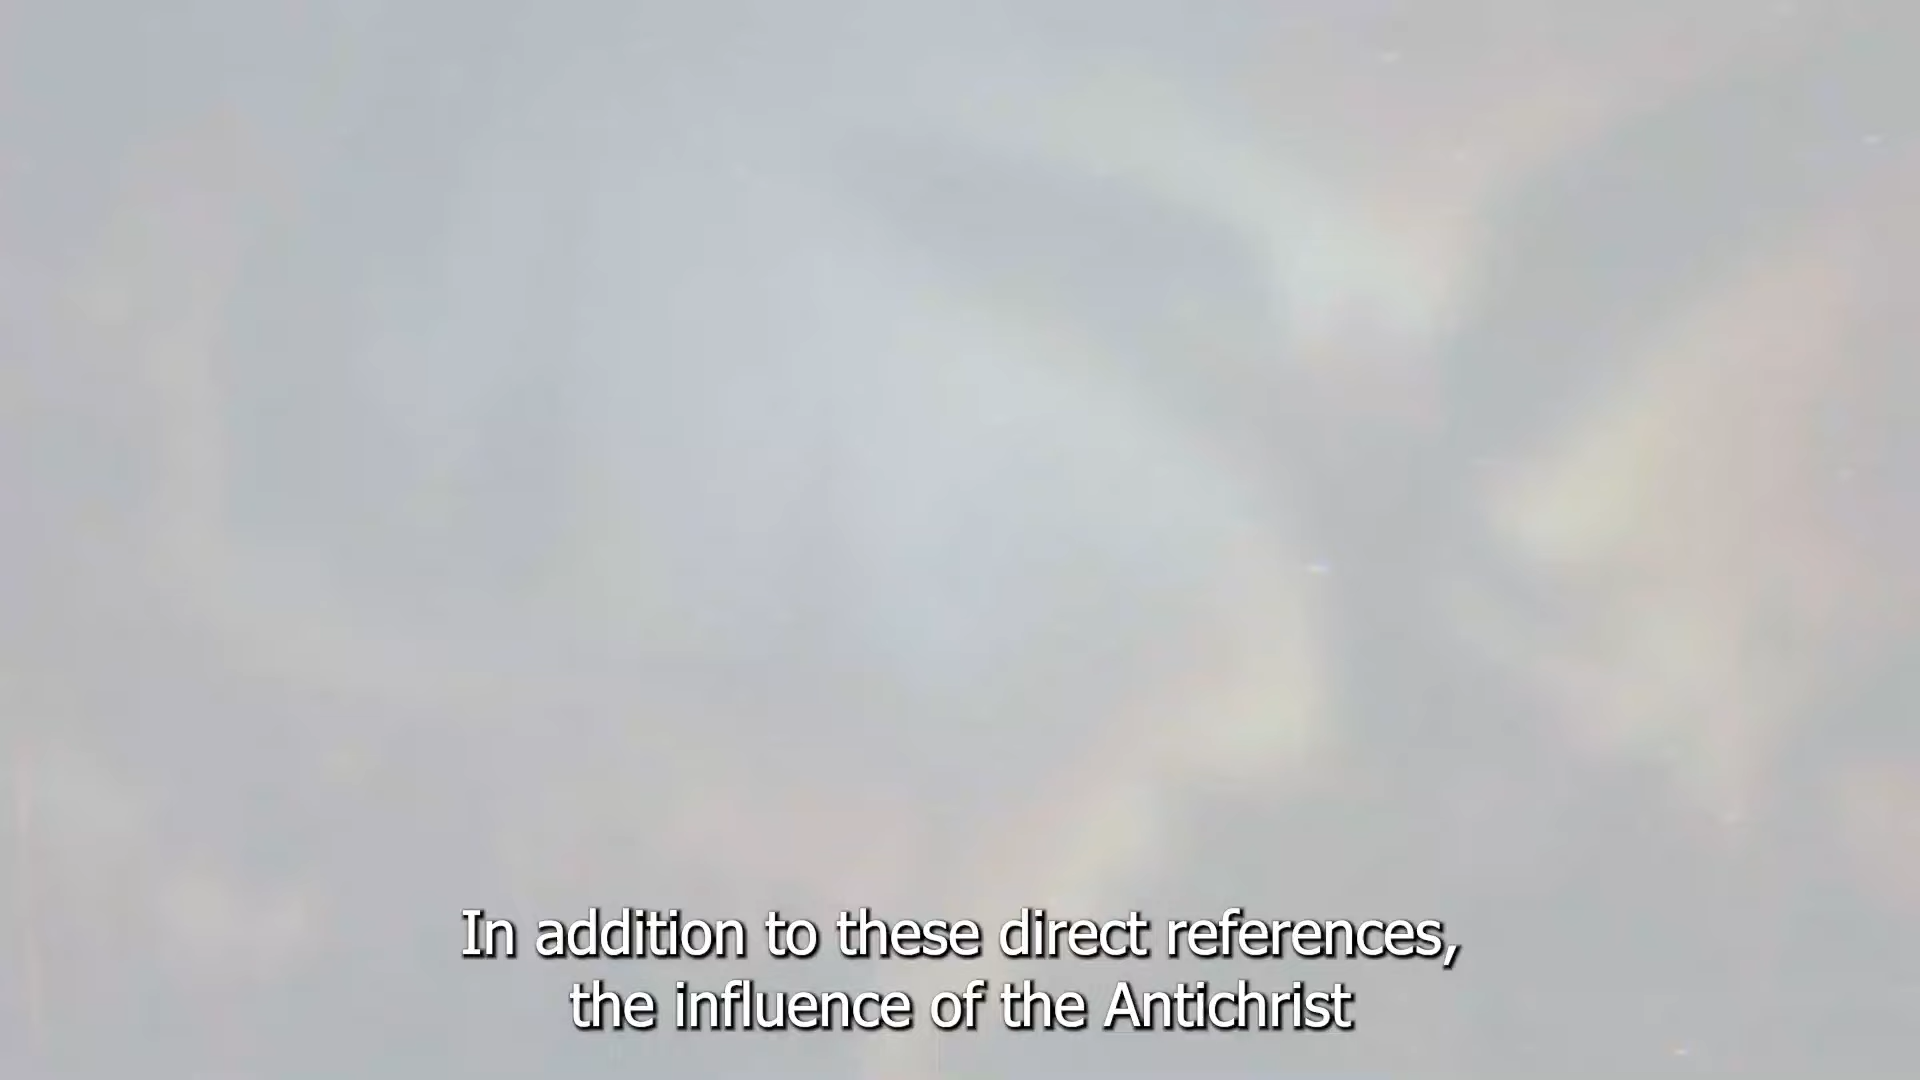 In addition to these direct references,
the influence of the Antichrist